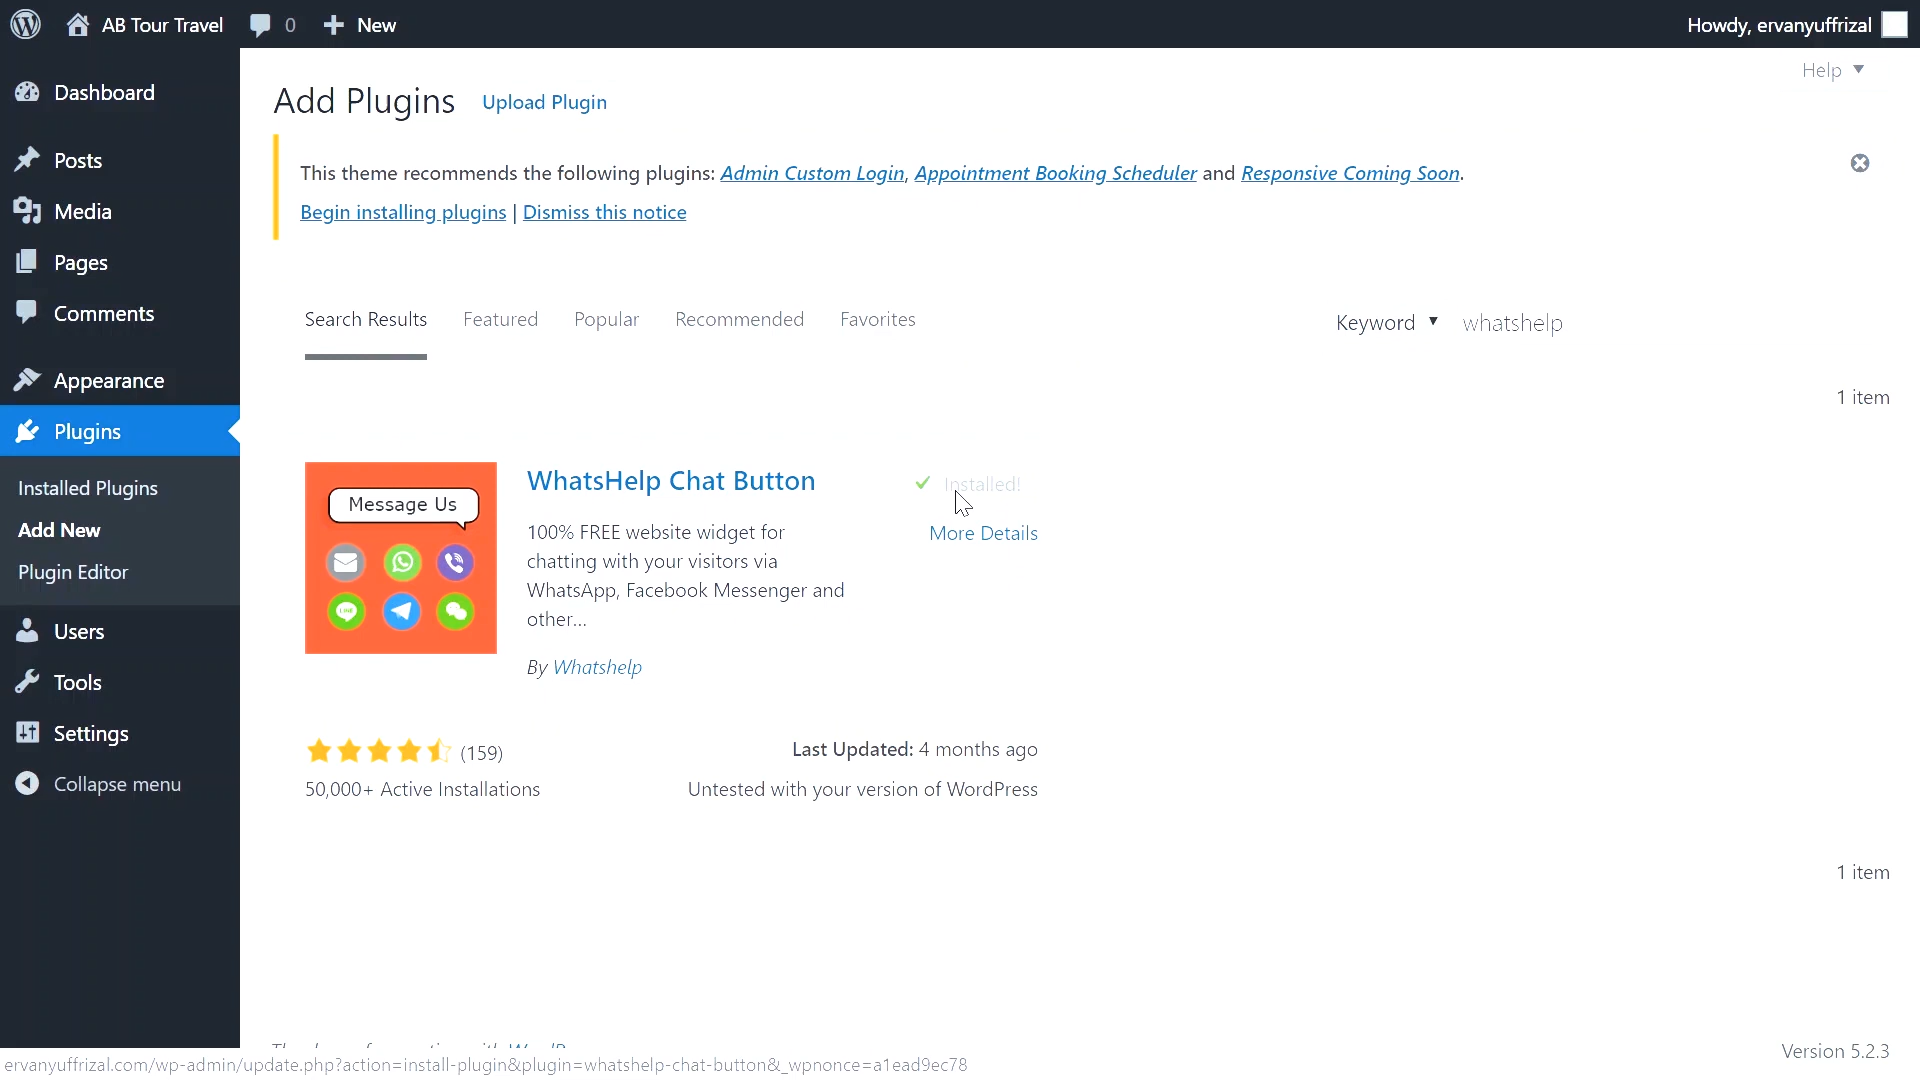 AB Tour Travel 0 New Howdy, ervanyuffrizal
Dashboard
Posts
Media
Pages
Comments
Appearance
Plugins
Installed Plugins
Add New
Plugin Editor
Users
Tools
Settings
Collapse menu
Help
Add Plugins Upload Plugin
This theme recommends the following plugins: Admin Custom Login, Appointment Booking Scheduler and Responsive Coming Soon.
Begin installing plugins | Dismiss this notice
Search Results Featured Popular Recommended Favorites Keyword whatshelp
1 item
Message Us
LINE
WhatsHelp Chat Button
100% FREE website widget for
chatting with your visitors via
WhatsApp, Facebook Messenger and
other...
By Whatshelp
Installed!
More Details
(159) Last Updated: 4 months ago
50,000+ Active Installations Untested with your version of WordPress
1 item
Version 5.2.3
ervanyuffrizal.com/wp-admin/update.php?action=install-plugin&plugin=whatshelp-chat-button&_wpnonce=a1ead9ec78